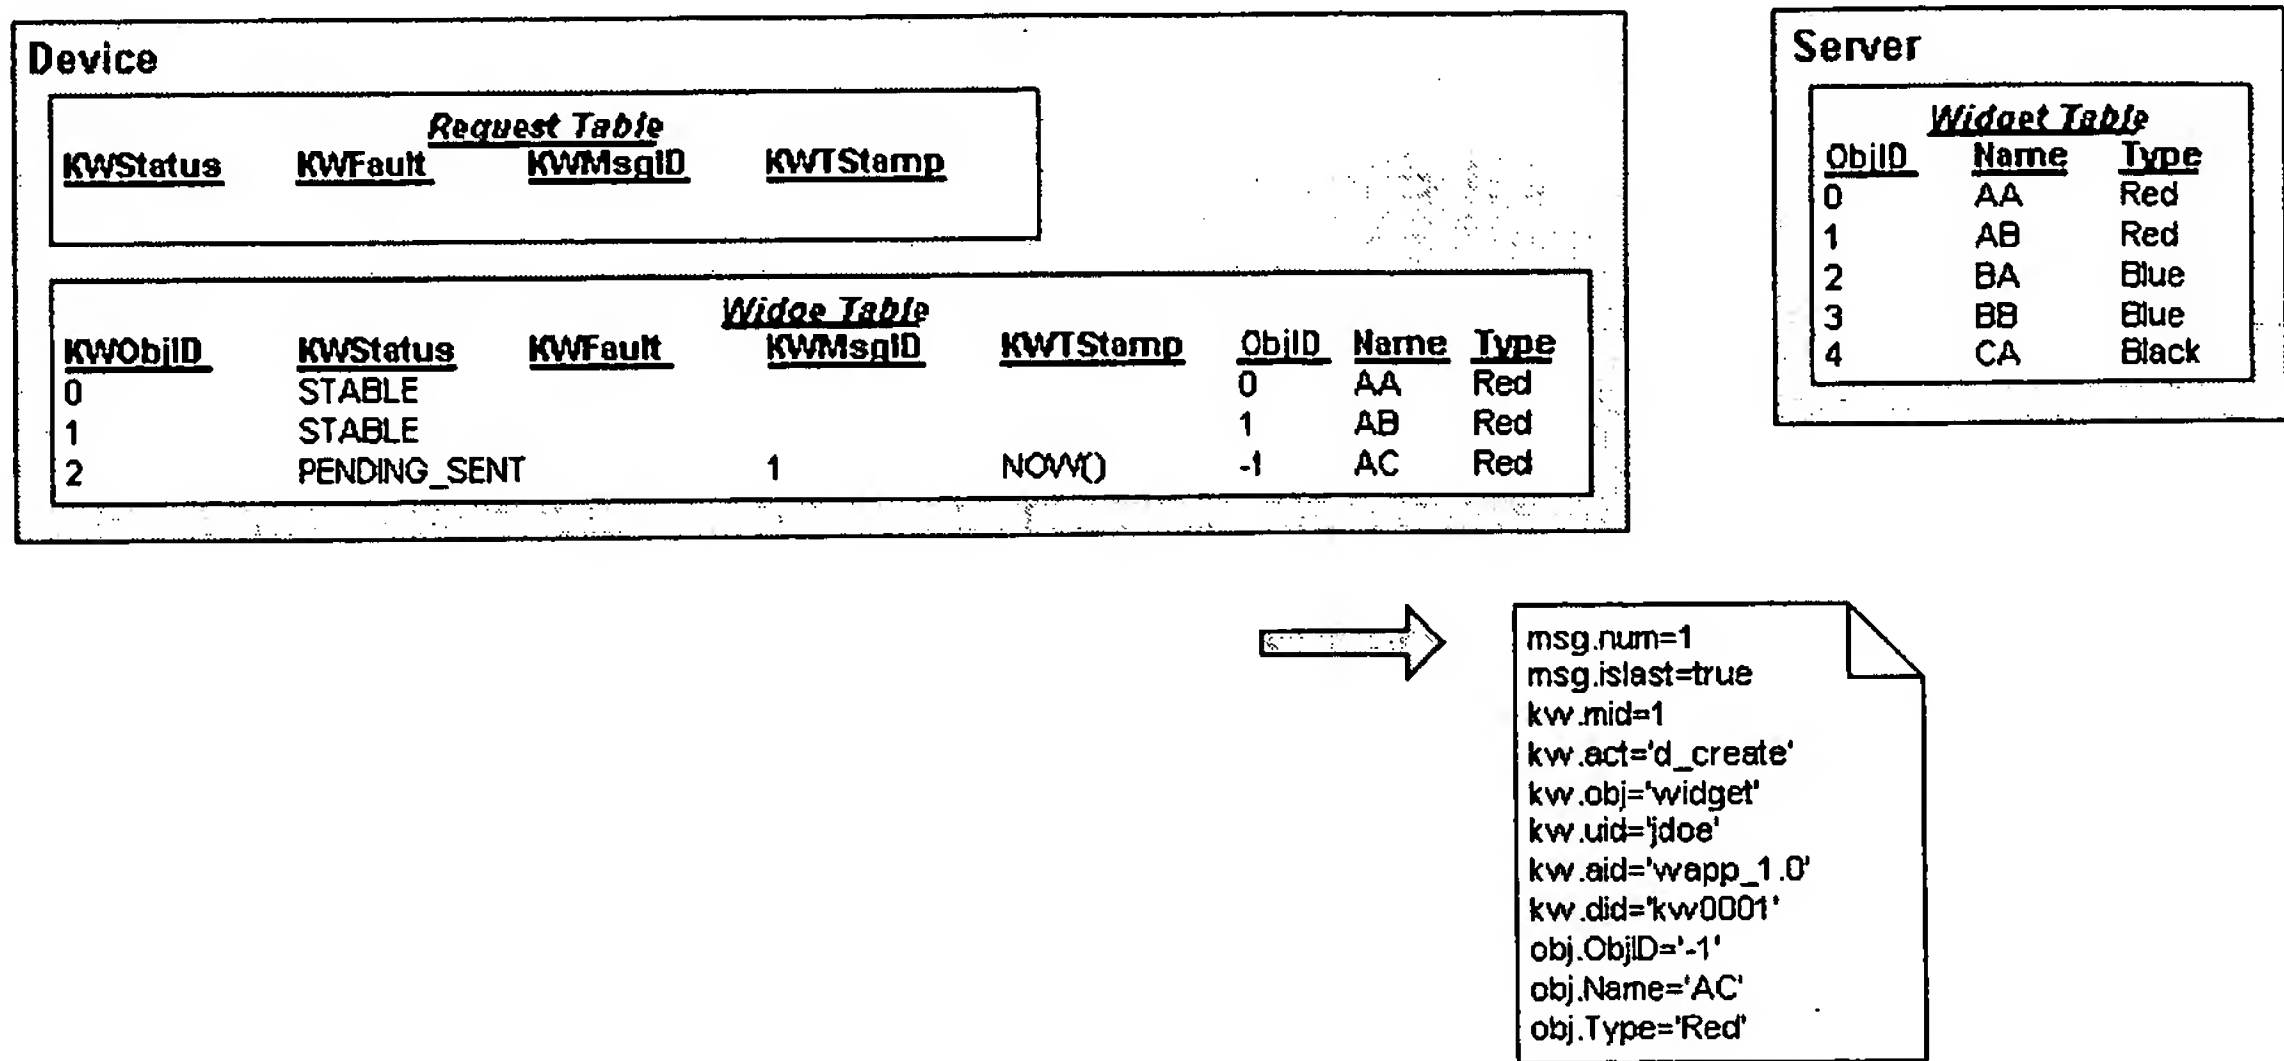 Device
Request Table
KWStatus KWFault KWMsgID KWTStamp
Widge Table
KWObjID KWStatus KWFault KWMsgID KWTStamp ObjID Name Type
0 STABLE 0 AA Red
1 STABLE 1 AB Red
2 PENDING_SENT 1 NOW() -1 AC Red
Server
Widget Table
ObjID Name Type
0 AA Red
1 AB Red
2 BA Blue
3 BB Blue
4 CA Black
msg.num=1
msg.islast=true
kw.mid=1
kw.act='d_create'
kw.obj='widget'
kw.uid='jdoe'
kw.aid='wapp_1.0'
kw.did='kw0001'
obj.ObjID='-1'
obj.Name='AC'
obj.Type='Red'